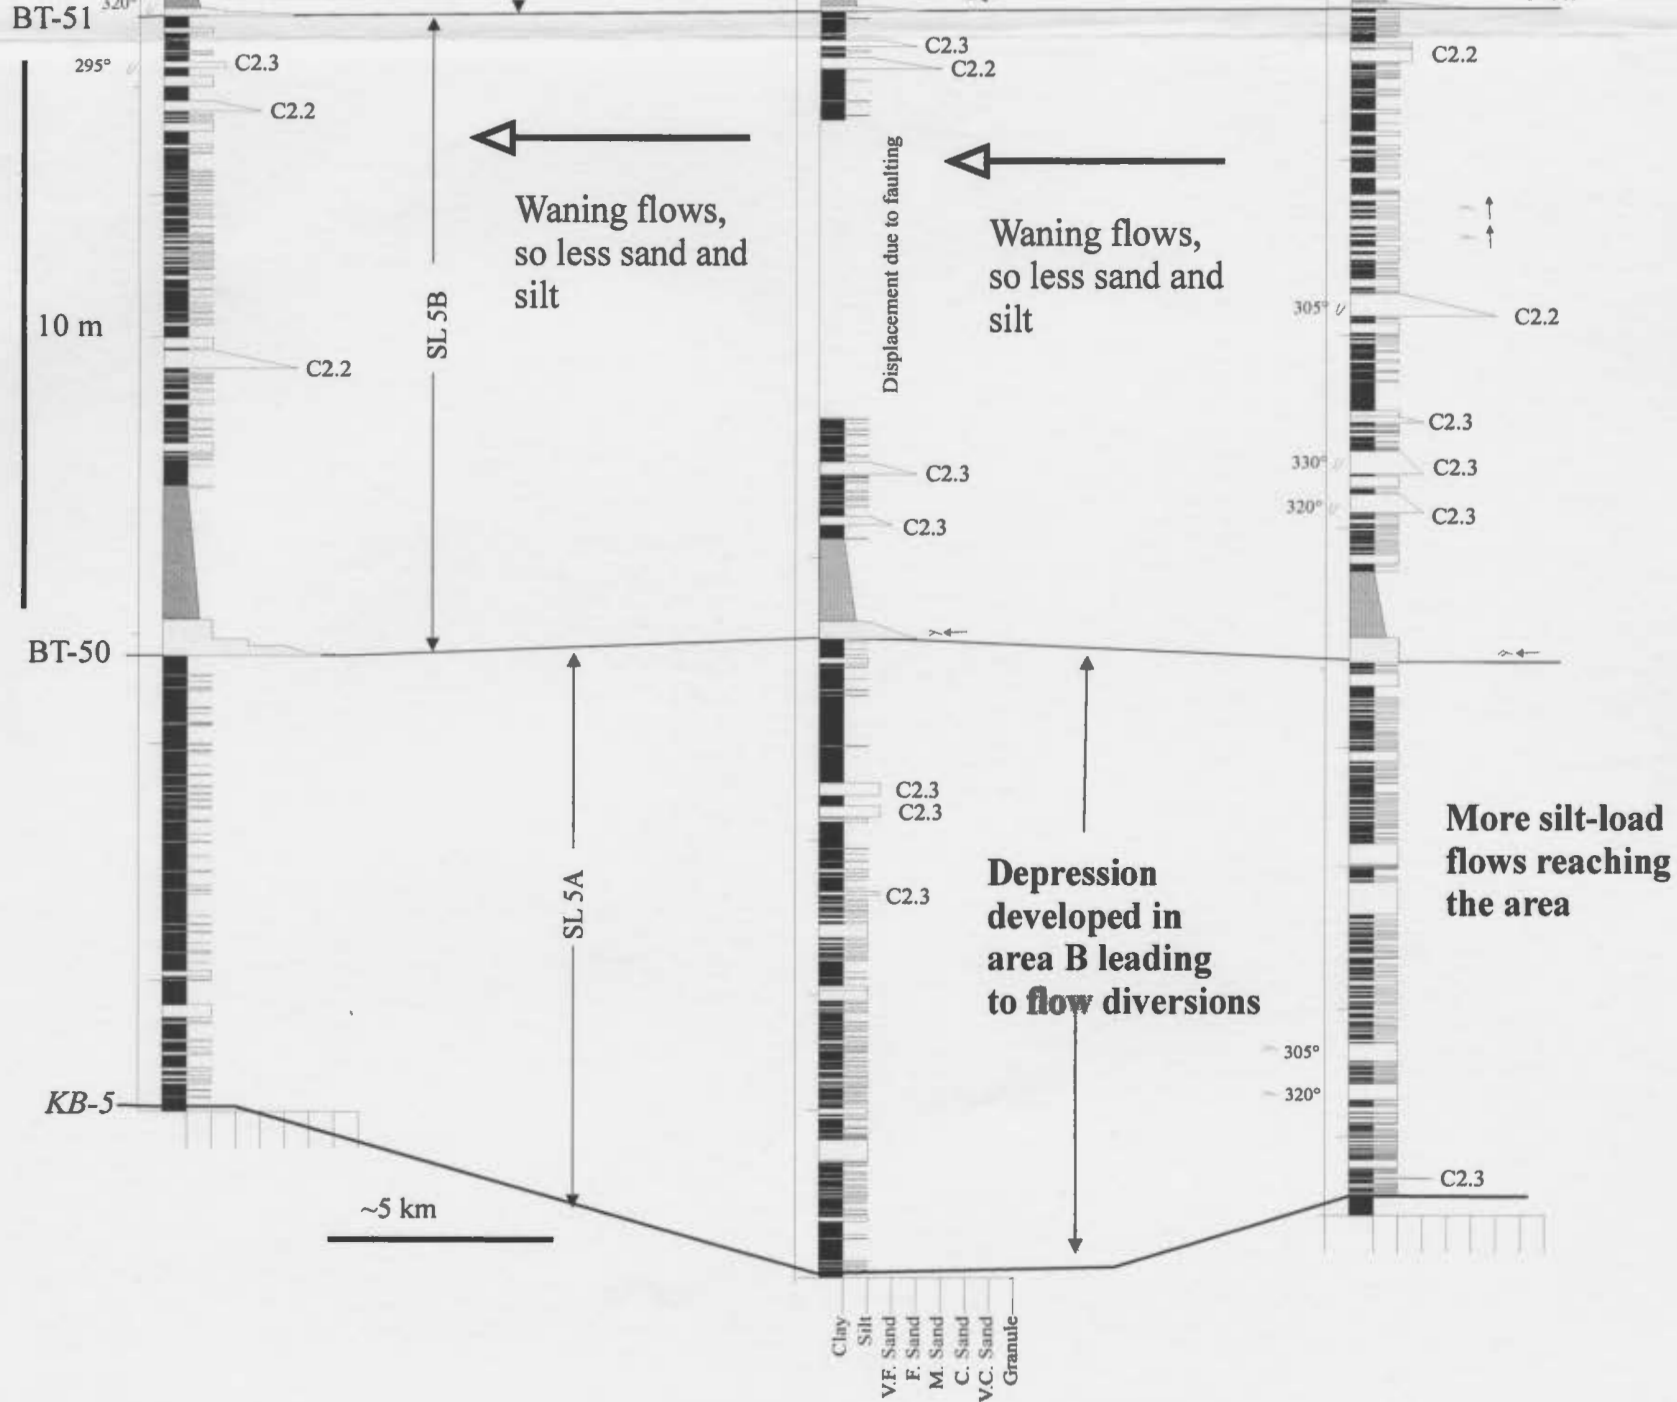 320°
BT-51
295°
C2.3
C2.2
10 m
C2.2
SL 5B
Waning flows,
so less sand and
silt
C2.3
C2.2
Displacement due to faulting
Waning flows,
so less sand and
silt
C2.2
305°
C2.2
C2.3
330°
C2.3
320°
C2.3
C2.3
C2.3
BT-50
SL 5A
C2.3
C2.3
C2.3
Depression
developed in
area B leading
to flow diversions
More silt-load
flows reaching
the area
305°
320°
C2.3
KB-5
~5 km
Clay
Silt
V.F. Sand
F. Sand
M. Sand
C. Sand
V.C. Sand
Granule